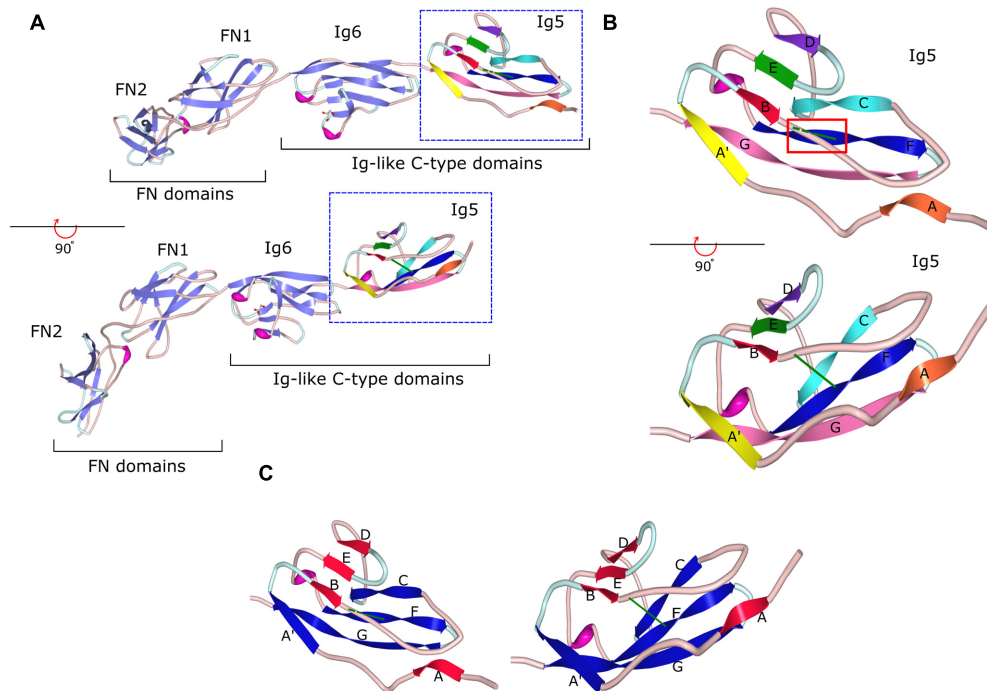 A
FN1
Ig6
Ig5
FN2
FN domains
Ig-like C-type domains
90°
FN1
Ig6
Ig5
FN2
Ig-like C-type domains
FN domains
B
Ig5
D
E
B
C
A'
G
F
A
90°
Ig5
D
E
B
C
F
A
A'
G
C
D
E
B
C
F
A'
G
A
D
E
B
C
F
A
A'
G